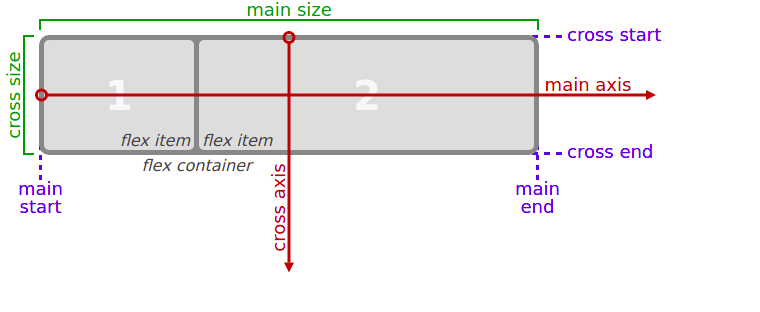 main size
cross start
cross size
1
2
main axis
flex item
flex item
cross end
flex container
cross axis
main
start
main
end